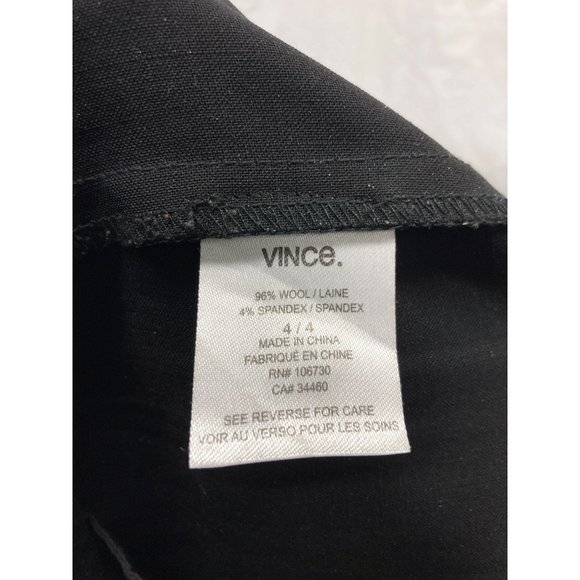 VINCe.
96% WOOL / LAINE
4% SPANDEX / SPANDEX
4 / 4
MADE IN CHINA
FABRIQUÉ EN CHINE
RN# 106730
CA# 34460
SEE REVERSE FOR CARE
VOIR AU VERSO POUR LES SOINS